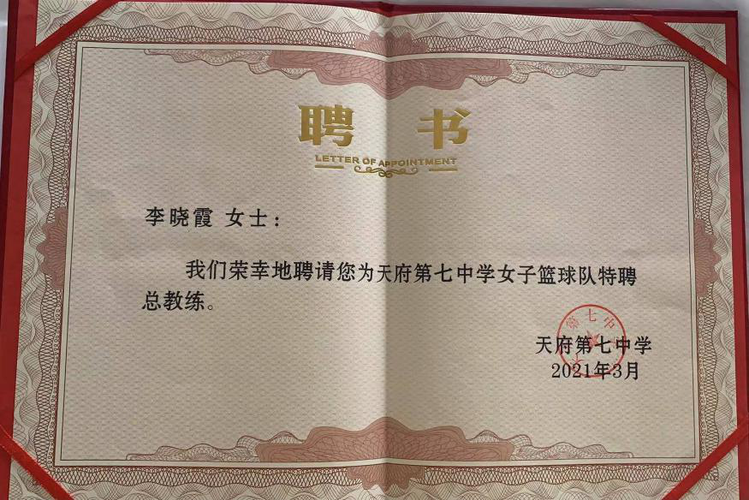 聘 书
LETTER OF APPOINTMENT
李晓霞 女士：
我们荣幸地聘请您为天府第七中学女子篮球队特聘
总教练。
天府第七中学
2021年3月